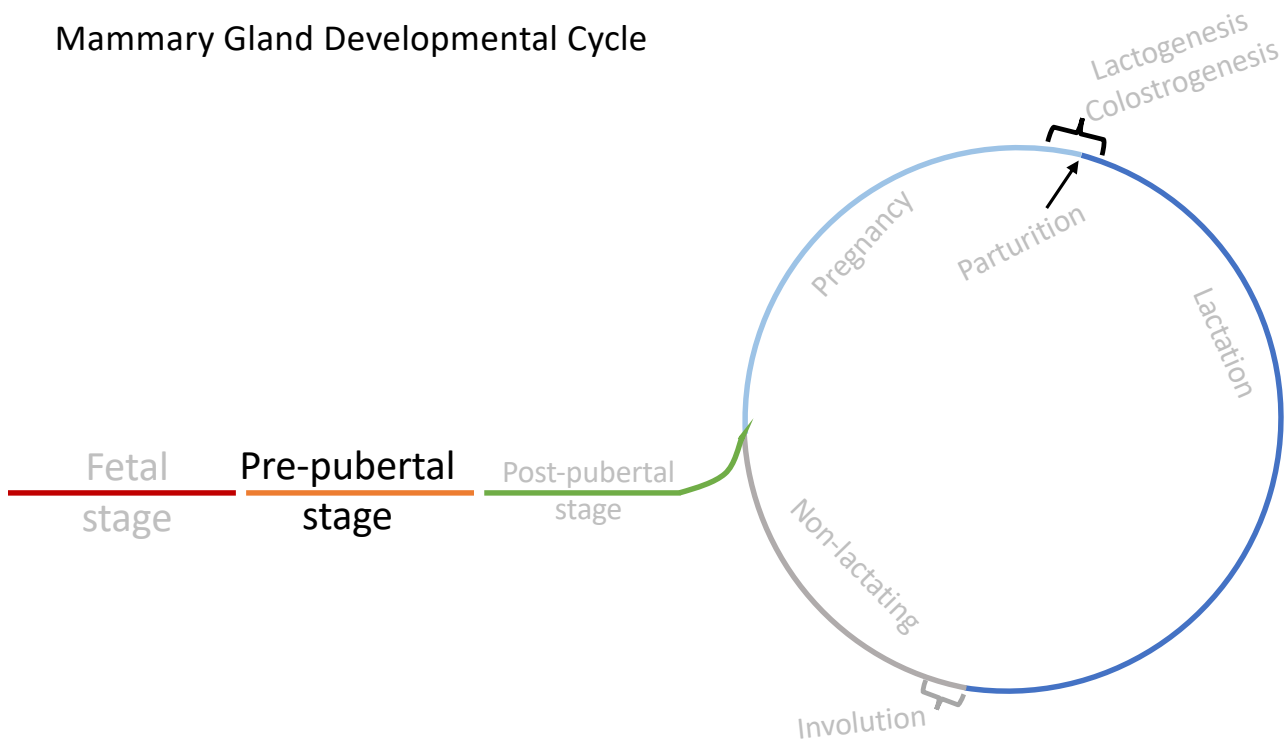 Mammary Gland Developmental Cycle
Lactogenesis
Colostrogenesis
Pregnancy
Parturition
Lactation
Fetal
stage
Pre-pubertal
stage
Post-pubertal
stage
Non-lactating
Involution